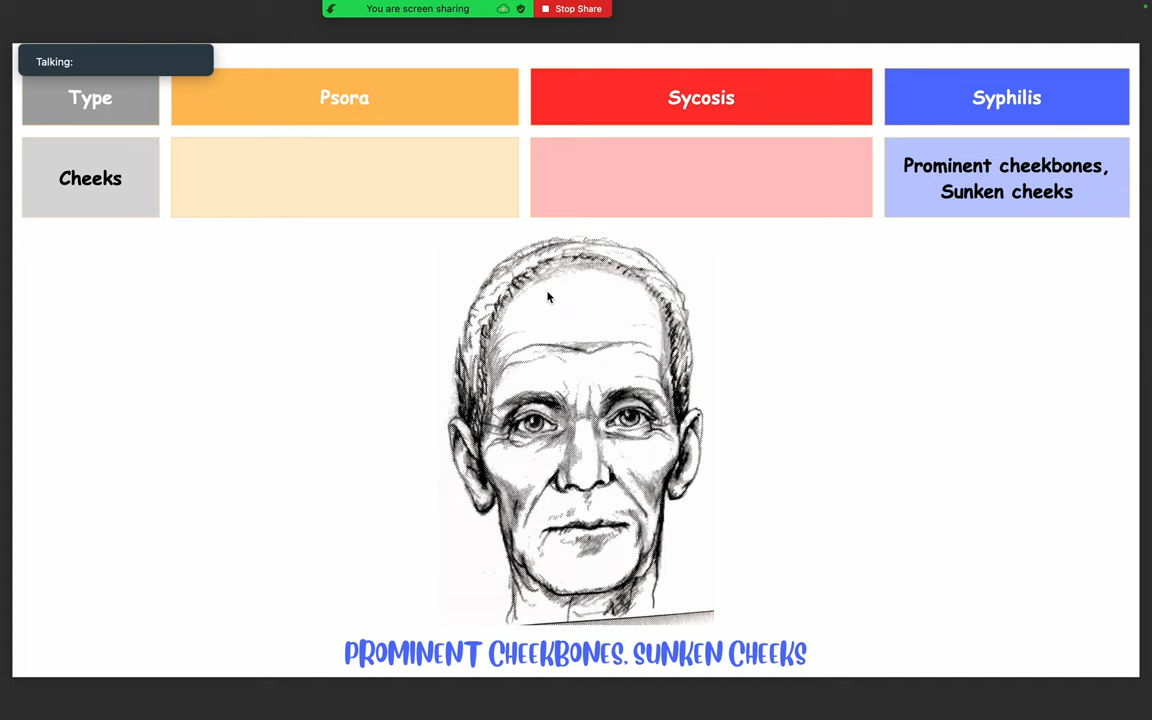 You are screen sharing
Stop Share
Talking:
Type
Psora
Sycosis
Syphilis
Cheeks
Prominent cheekbones,
Sunken cheeks
PROMINENT CHEEKBONES. SUNKEN CHEEKS